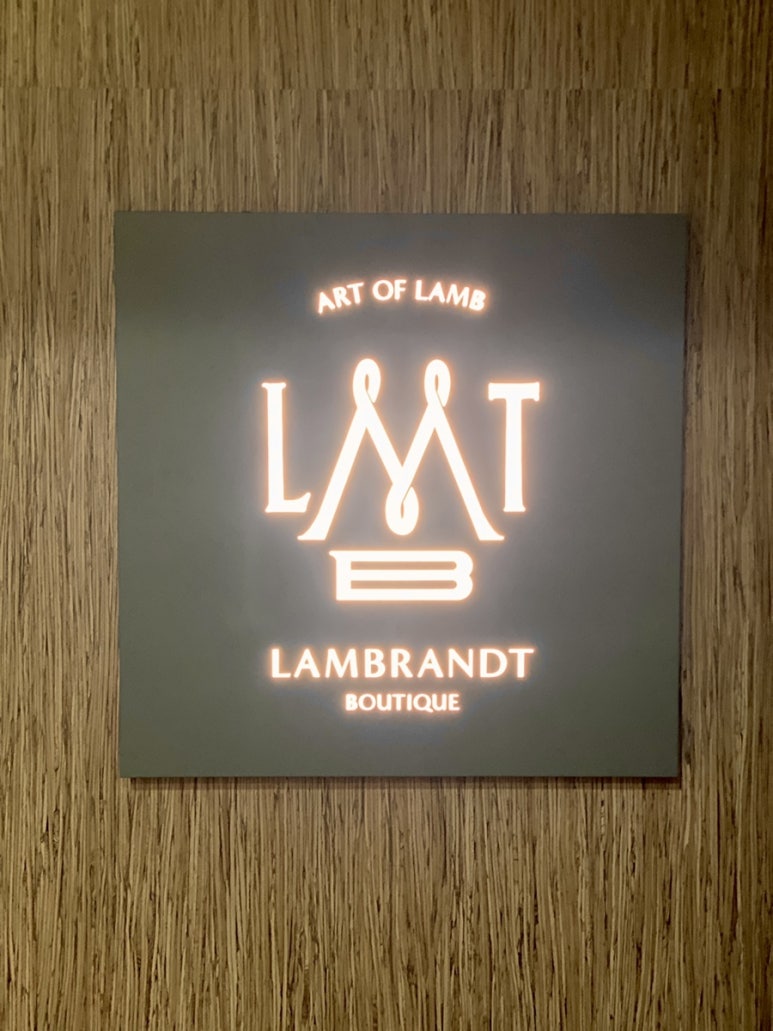 ART OF LAMB
LMT
B
LAMBRANDT
BOUTIQUE